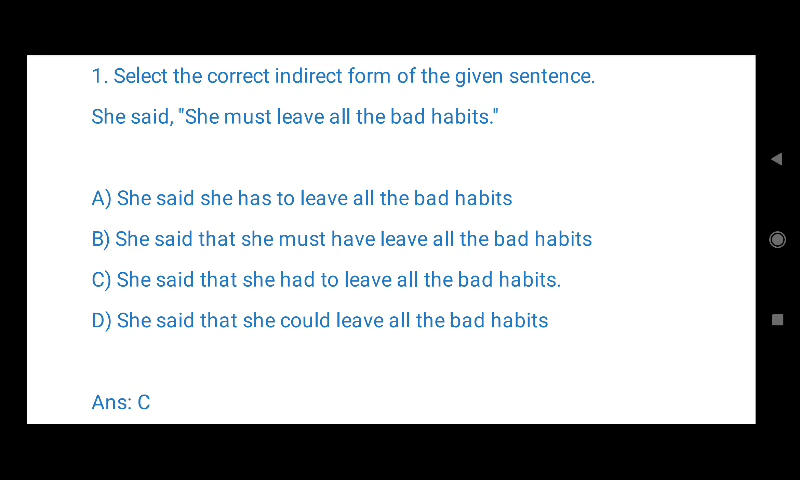 1. Select the correct indirect form of the given sentence.
She said, "She must leave all the bad habits."
A) She said she has to leave all the bad habits
B) She said that she must have leave all the bad habits
C) She said that she had to leave all the bad habits.
D) She said that she could leave all the bad habits
Ans: C